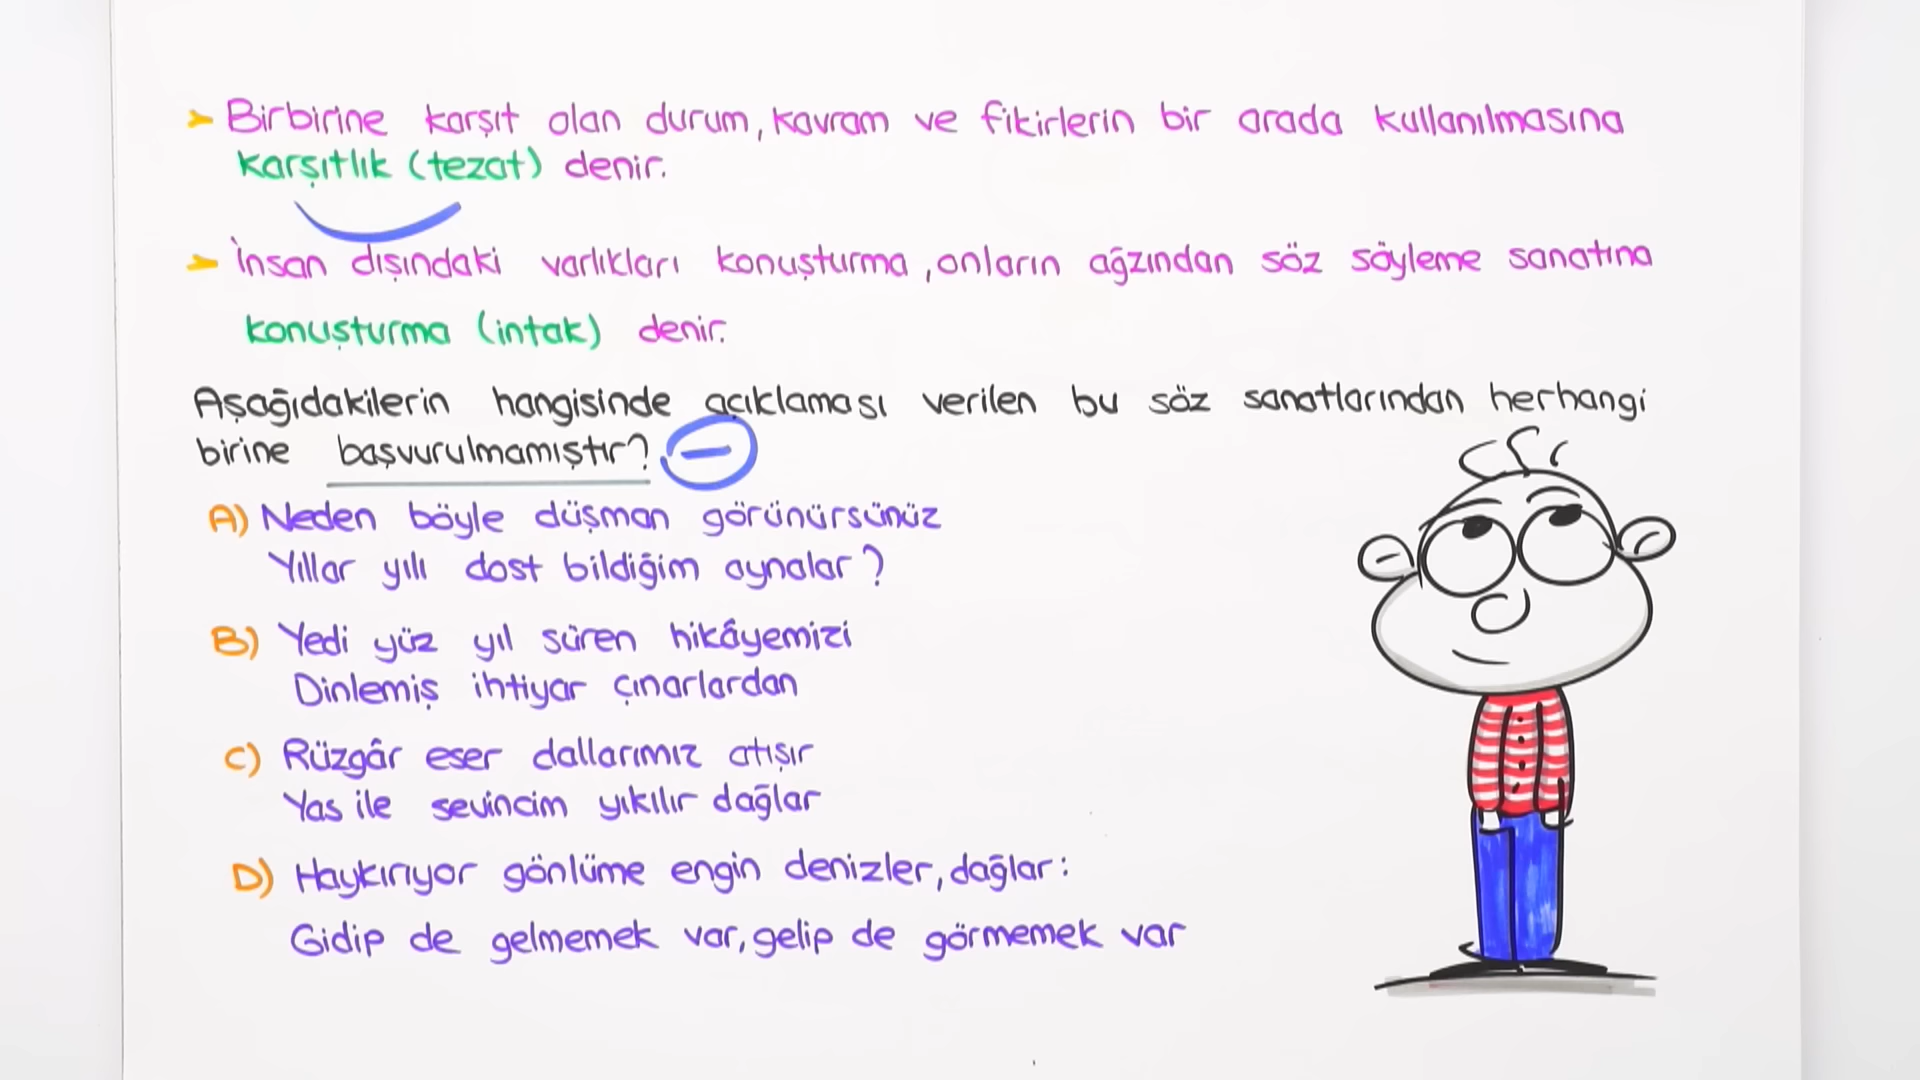 Birbirine karşıt olan durum, kavram ve fikirlerin bir arada kullanılmasına
karşıtlık (tezat) denir.
İnsan dışındaki varlıkları konuşturma, onların ağzından söz söyleme sanatına
konuşturma (intak) denir.
Aşağıdakilerin hangisinde açıklaması verilen bu söz sanatlarından herhangi
birine başvurulmamıştır?
A) Neden böyle düşman görünürsünüz
Yıllar yılı dost bildiğim aynalar?
B) Yedi yüz yıl süren hikâyemizi
Dinlemiş ihtiyar çınarlardan
C) Rüzgâr eser dallarımız atışır
Yas ile sevincim yıkılır dağlar
D) Haykırıyor gönlüme engin denizler, dağlar:
Gidip de gelmemek var, gelip de görmemek var